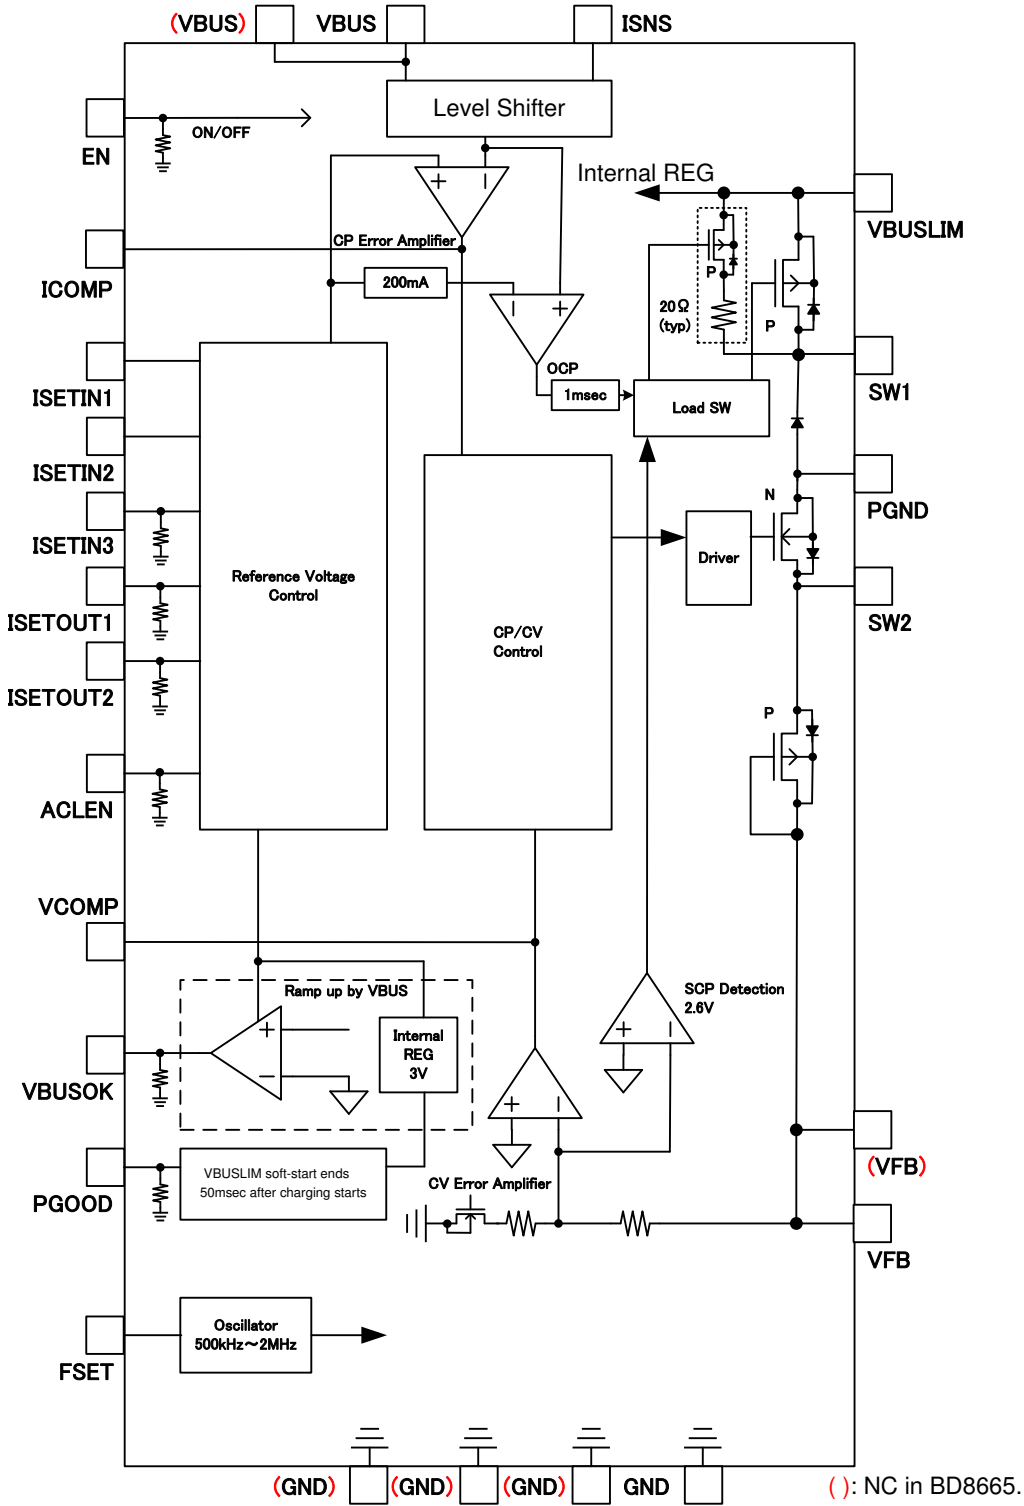 (VBUS) VBUS ISNS
Level Shifter
EN
ON/OFF
+ −
Internal REG
VBUSLIM
CP Error Amplifier
ICOMP
200mA
− +
P
20Ω
(typ)
P
ISETIN1
OCP
1msec
Load SW
SW1
ISETIN2
ISETIN3
N
PGND
Reference Voltage
Control
Driver
ISETOUT1
CP/CV
Control
SW2
ISETOUT2
P
ACLEN
VCOMP
Ramp up by VBUS
SCP Detection
2.6V
+
−
Internal
REG
3V
+ −
VBUSOK
+ −
(VFB)
VBUSLIM soft-start ends
50msec after charging starts
PGOOD
CV Error Amplifier
VFB
Oscillator
500kHz～2MHz
FSET
(GND) (GND) (GND) GND
( ): NC in BD8665.